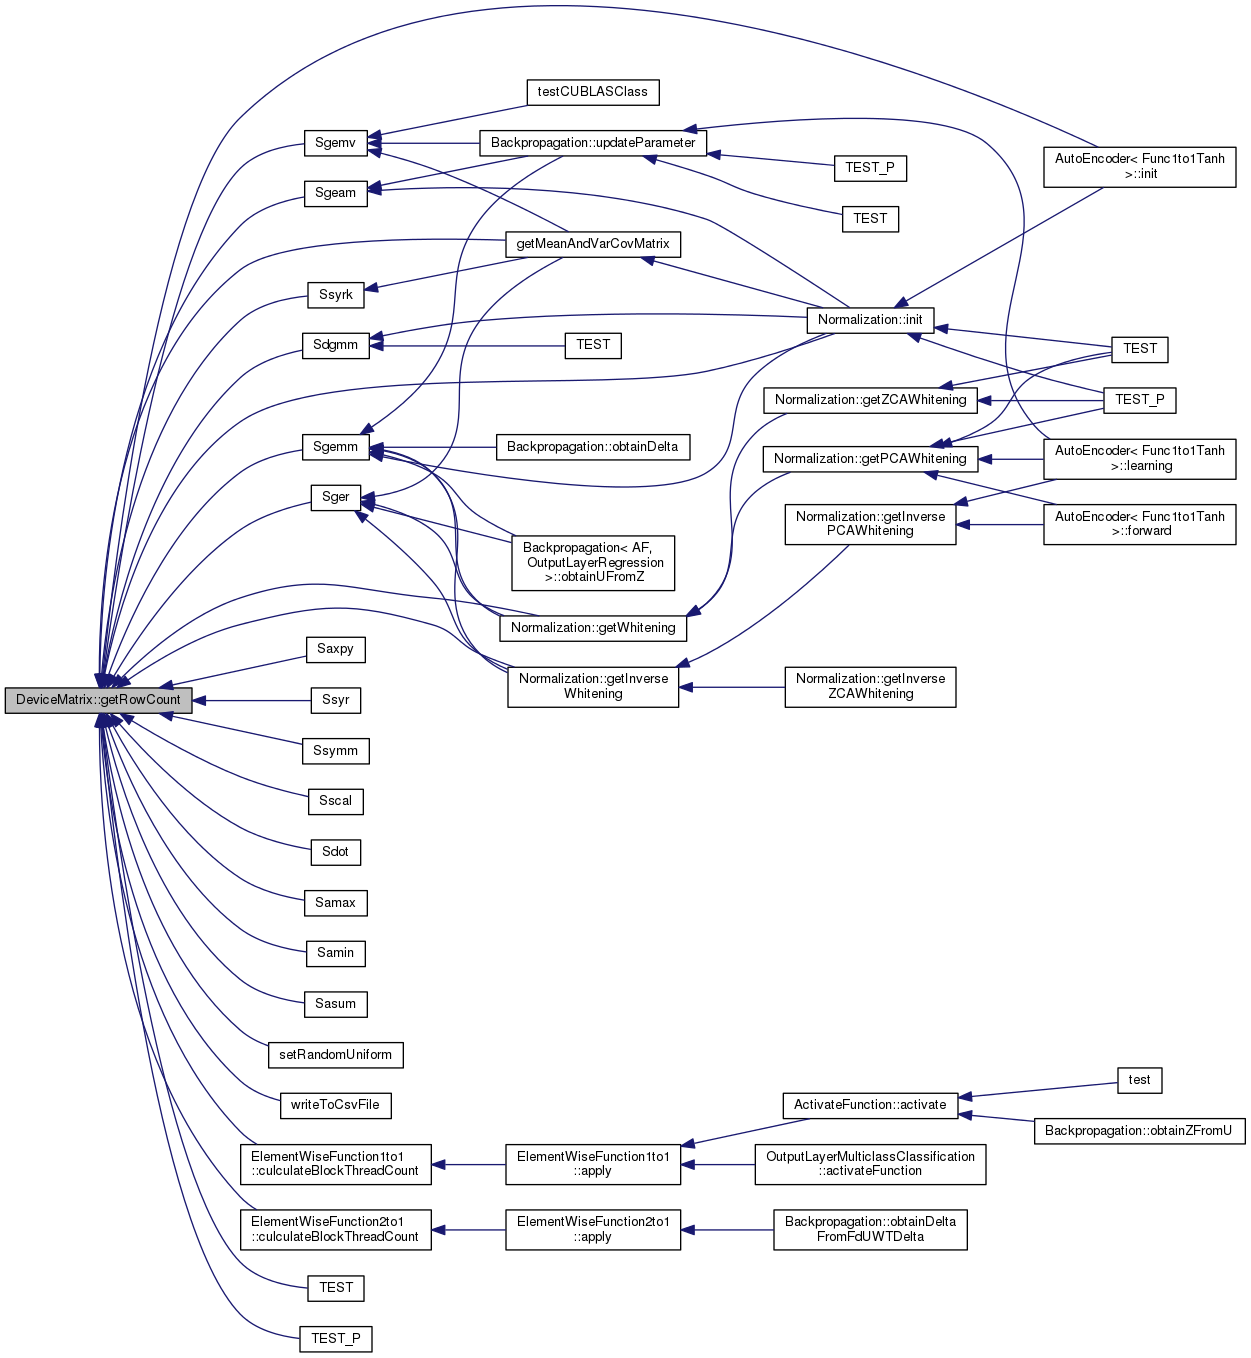 testCUBLASClass
Sgemv
Backpropagation::updateParameter
TEST_P
AutoEncoder< Func1to1Tanh
>::init
Sgeam
TEST
getMeanAndVarCovMatrix
Ssyrk
Normalization::init
Sdgmm
TEST
TEST
Normalization::getZCAWhitening
TEST_P
Sgemm
Backpropagation::obtainDelta
Normalization::getPCAWhitening
AutoEncoder< Func1to1Tanh
>::learning
Sger
Normalization::getInverse
PCAWhitening
AutoEncoder< Func1to1Tanh
>::forward
Backpropagation< AF,
OutputLayerRegression
>::obtainUFromZ
Normalization::getWhitening
Saxpy
Normalization::getInverse
Whitening
Normalization::getInverse
ZCAWhitening
DeviceMatrix::getRowCount
Ssyr
Ssymm
Sscal
Sdot
Samax
Samin
Sasum
setRandomUniform
writeToCsvFile
test
ActivateFunction::activate
Backpropagation::obtainZFromU
ElementWiseFunction1to1
::culculateBlockThreadCount
ElementWiseFunction1to1
::apply
OutputLayerMulticlassClassification
::activateFunction
ElementWiseFunction2to1
::culculateBlockThreadCount
ElementWiseFunction2to1
::apply
Backpropagation::obtainDelta
FromFdUWTDelta
TEST
TEST_P